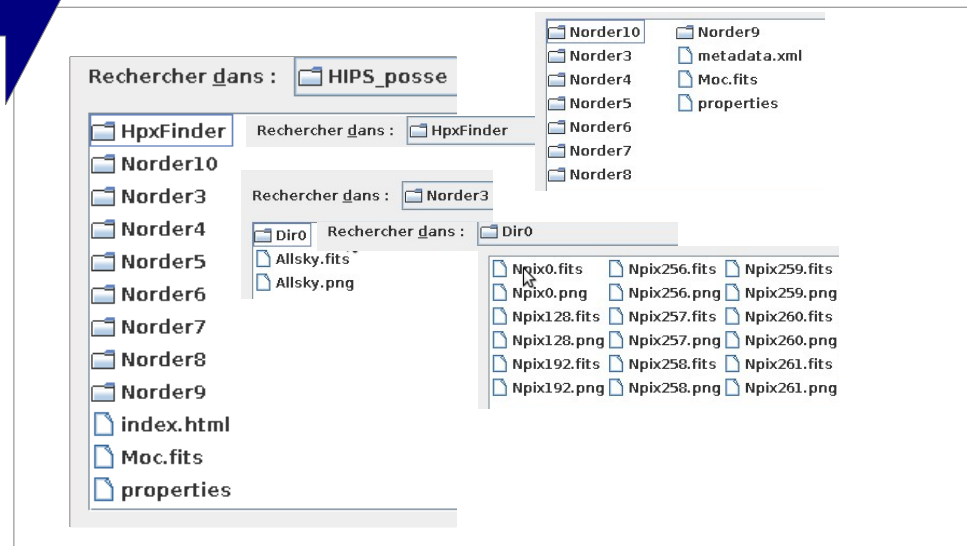 Rechercher dans : HIPS_posse
HpxFinder
Norder10
Norder3
Norder4
Norder5
Norder6
Norder7
Norder8
Norder9
index.html
Moc.fits
properties
Rechercher dans : HpxFinder
Norder10 Norder9
Norder3 metadata.xml
Norder4 Moc.fits
Norder5 properties
Norder6
Norder7
Norder8
Rechercher dans : Norder3
Dir0
Allsky.fits
Allsky.png
Rechercher dans : Dir0
Npix0.fits Npix256.fits Npix259.fits
Npix0.png Npix256.png Npix259.png
Npix128.fits Npix257.fits Npix260.fits
Npix128.png Npix257.png Npix260.png
Npix192.fits Npix258.fits Npix261.fits
Npix192.png Npix258.png Npix261.png